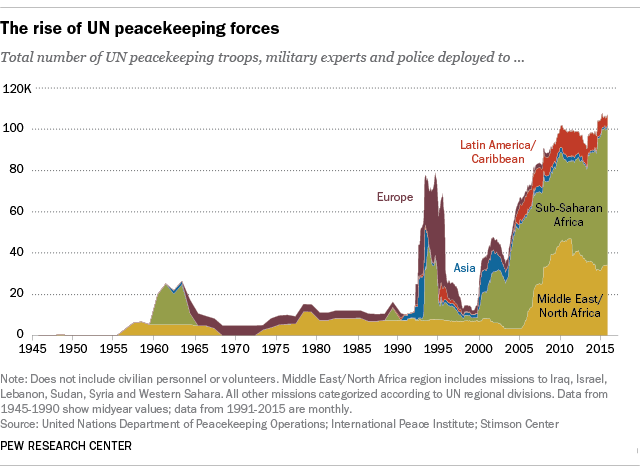 The rise of UN peacekeeping forces
Total number of UN peacekeeping troops, military experts and police deployed to ...
120K
100
80
60
40
20
0
Latin America/
Caribbean
Europe
Sub-Saharan
Africa
Asia
Middle East/
North Africa
1945 1950 1955 1960 1965 1970 1975 1980 1985 1990 1995 2000 2005 2010 2015
Note: Does not include civilian personnel or volunteers. Middle East/North Africa region includes missions to Iraq, Israel,
Lebanon, Sudan, Syria and Western Sahara. All other missions categorized according to UN regional divisions. Data from
1945-1990 show midyear values; data from 1991-2015 are monthly.
Source: United Nations Department of Peacekeeping Operations; International Peace Institute; Stimson Center
PEW RESEARCH CENTER